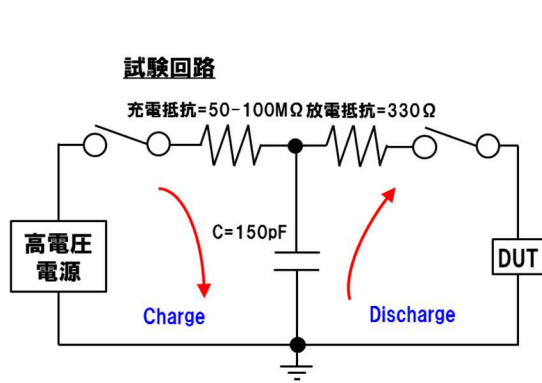 試験回路
充電抵抗=50-100MΩ 放電抵抗=330Ω
C=150pF
高電圧
電源
DUT
Charge
Discharge